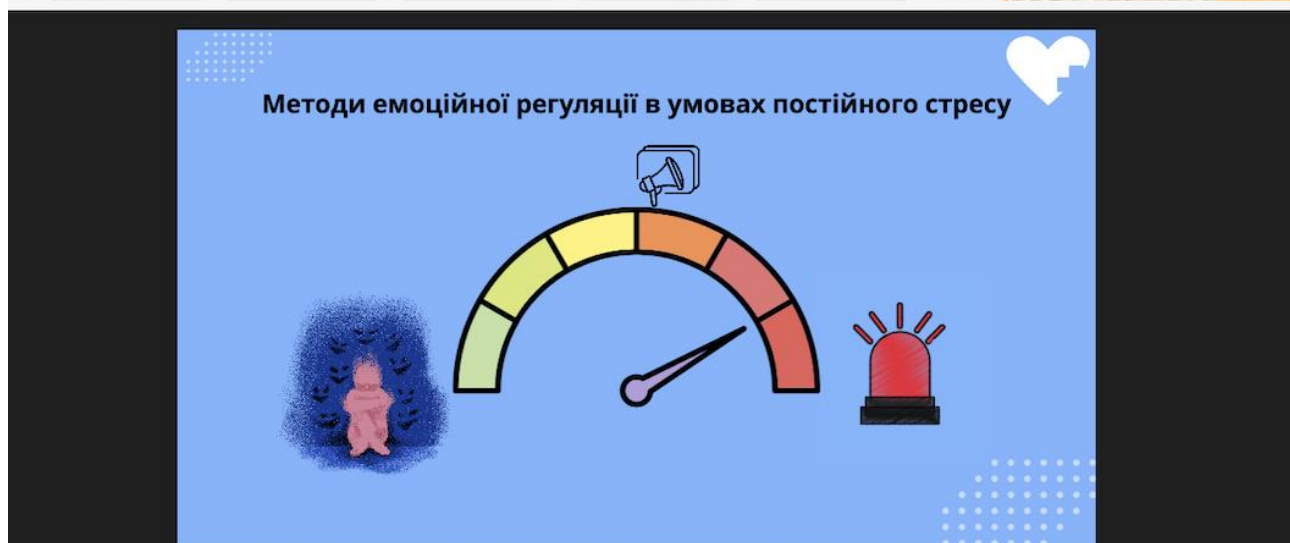 Методи емоційної регуляції в умовах постійного стресу